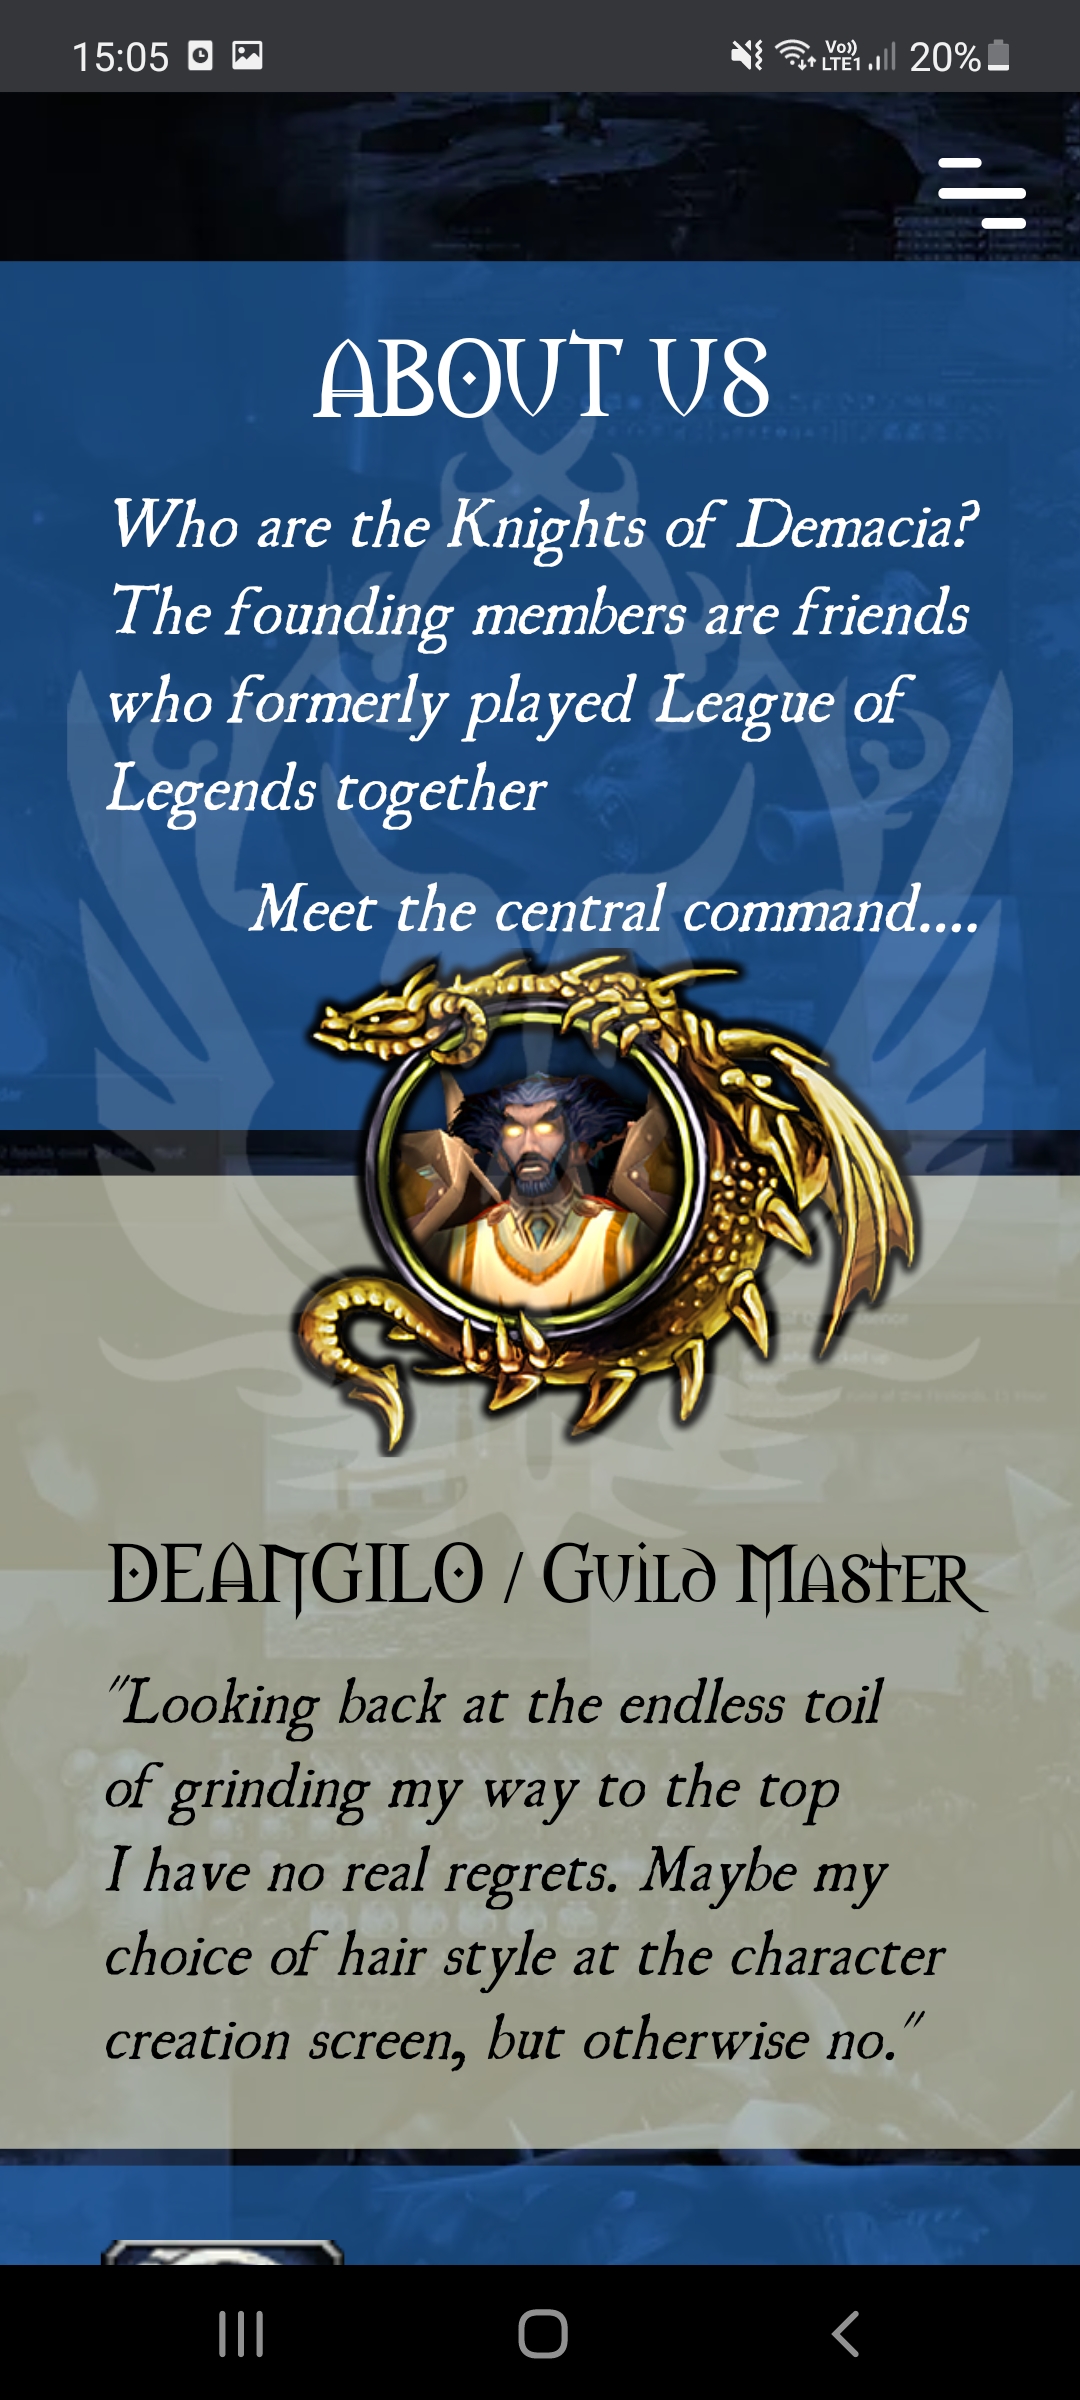 15:05
Vo))
LTE1
20%
ABOUT US
Who are the Knights of Demacia?
The founding members are friends
who formerly played League of
Legends together
Meet the central command....
DEANGILO / Guild Master
"Looking back at the endless toil
of grinding my way to the top
I have no real regrets. Maybe my
choice of hair style at the character
creation screen, but otherwise no."